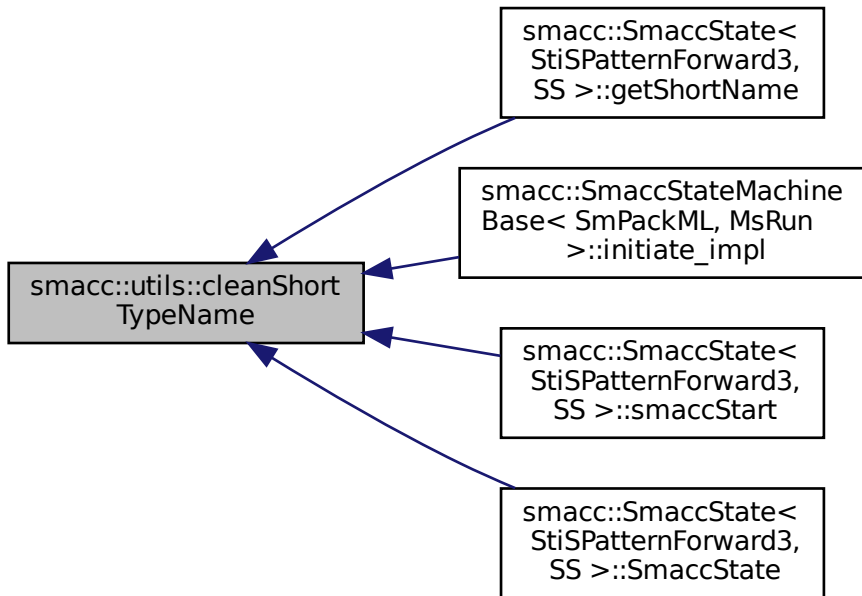 smacc::SmaccState<
StiSPatternForward3,
SS >::getShortName
smacc::SmaccStateMachine
Base< SmPackML, MsRun
>::initiate_impl
smacc::utils::cleanShort
TypeName
smacc::SmaccState<
StiSPatternForward3,
SS >::smaccStart
smacc::SmaccState<
StiSPatternForward3,
SS >::SmaccState